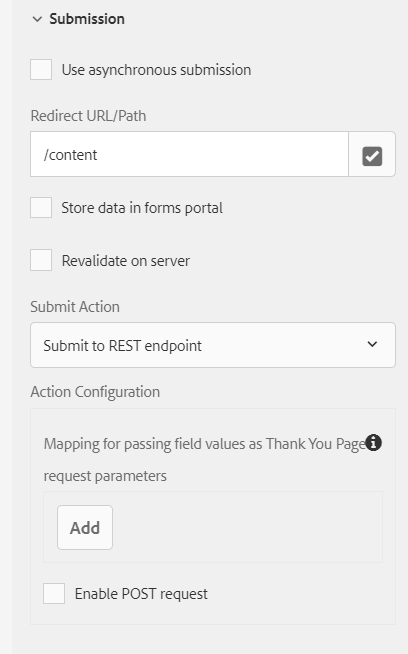 Submission
Use asynchronous submission
Redirect URL/Path
/content
Store data in forms portal
Revalidate on server
Submit Action
Submit to REST endpoint
Action Configuration
Mapping for passing field values as Thank You Page
request parameters
Add
Enable POST request